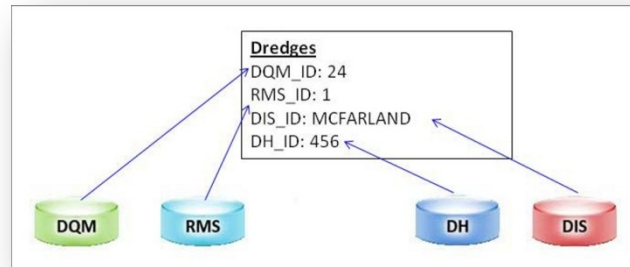 Dredges
DQM_ID: 24
RMS_ID: 1
DIS_ID: MCFARLAND
DH_ID: 456
DQM RMS DH DIS